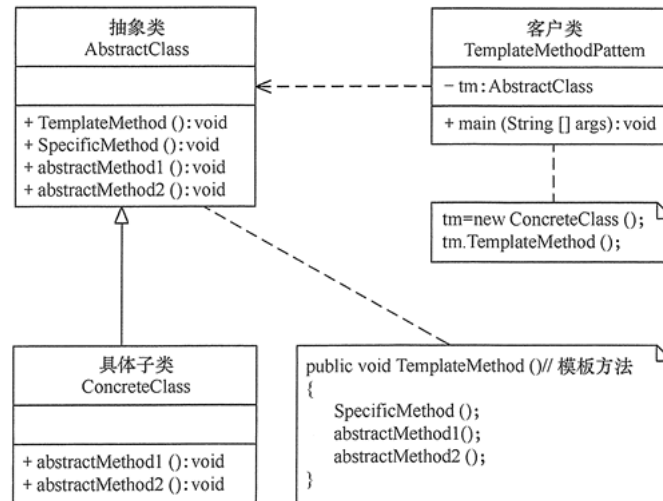 抽象类
AbstractClass
+ TemplateMethod ():void
+ SpecificMethod ():void
+ abstractMethod1 ():void
+ abstractMethod2 ():void
客户类
TemplateMethodPattem
− tm:AbstractClass
+ main (String [] args):void
tm=new ConcreteClass ();
tm.TemplateMethod ();
具体子类
ConcreteClass
+ abstractMethod1 ():void
+ abstractMethod2 ():void
public void TemplateMethod ()// 模板方法
{
SpecificMethod ();
abstractMethod1();
abstractMethod2 ();
}